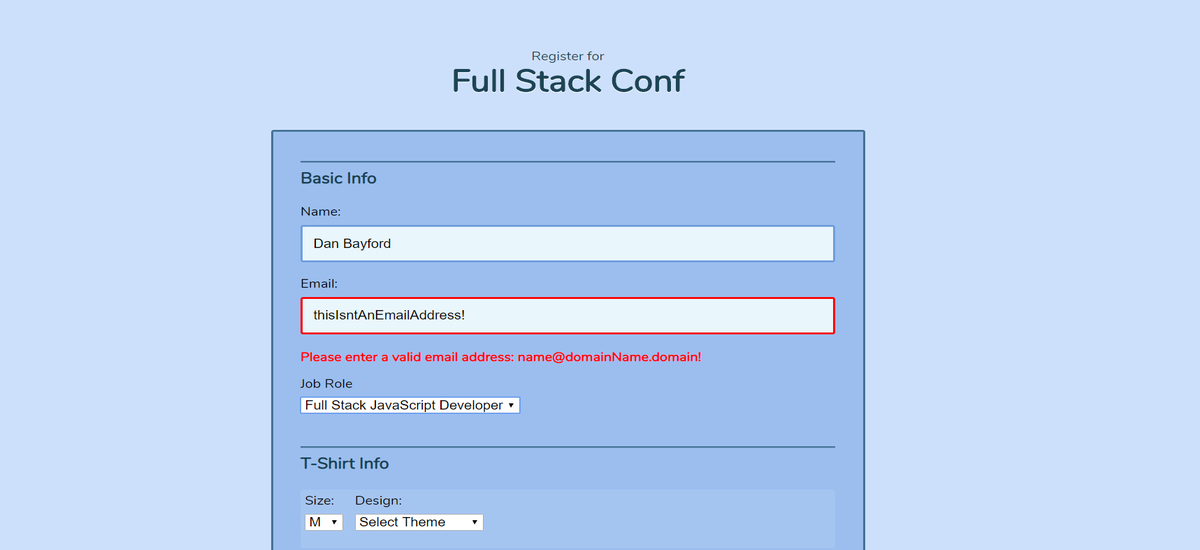 Register for
Full Stack Conf
Basic Info
Name:
Dan Bayford
Email:
thisIsntAnEmailAddress!
Please enter a valid email address: name@domainName.domain!
Job Role
Full Stack JavaScript Developer
T-Shirt Info
Size: Design:
M Select Theme